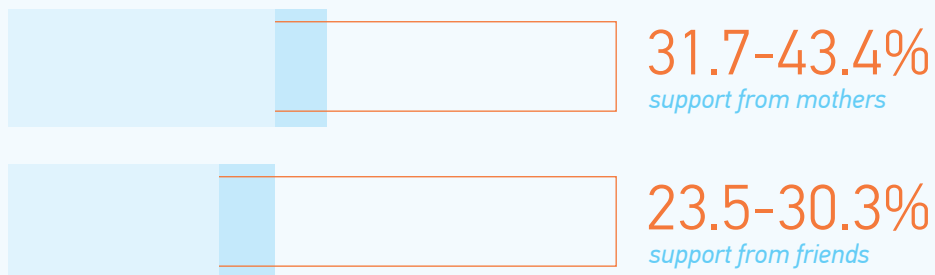 31.7-43.4%
support from mothers
23.5-30.3%
support from friends